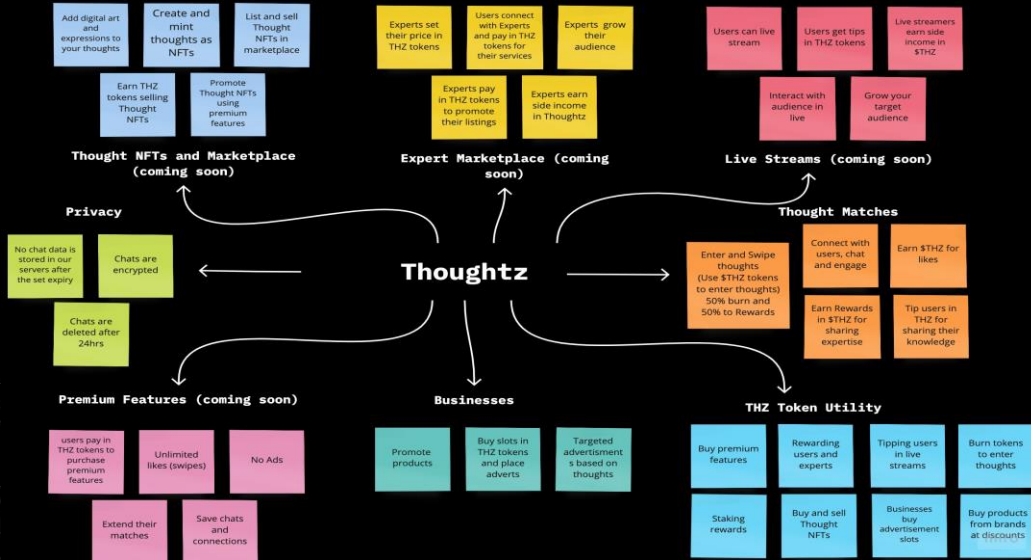 Add digital art
and
expressions to
your thoughts
Create and
mint
thoughts as
NFTs
List and sell
Thought
NFTs in
marketplace
Earn THZ
tokens selling
Thought
NFTs
Promote
Thought NFTs
using
premium
features
Thought NFTs and Marketplace
(coming soon)
Experts set
their price in
THZ tokens
Users connect
with Experts
and pay in THZ
tokens for
their services
Experts grow
their
audience
Experts pay
in THZ tokens
to promote
their listings
Experts earn
side income
in Thoughtz
Expert Marketplace (coming
soon)
Users can live
stream
Users get tips
in THZ tokens
Live streamers
earn side
income in
$THZ
Interact with
audience in
live
Grow your
target
audience
Live Streams (coming soon)
Privacy
No chat data is
stored in our
servers after
the set expiry
Chats are
encrypted
Chats are
deleted after
24hrs
Thoughtz
Thought Matches
Enter and Swipe
thoughts
(Use $THZ tokens
to enter thoughts)
50% burn and
50% to Rewards
Connect with
users, chat
and engage
Earn $THZ for
likes
Earn Rewards
in $THZ for
sharing
expertise
Tip users in
THZ for
sharing their
knowledge
Premium Features (coming soon)
users pay in
THZ tokens to
purchase
premium
features
Unlimited
likes (swipes)
No Ads
Extend their
matches
Save chats
and
connections
Businesses
Promote
products
Buy slots in
THZ tokens
and place
adverts
Targeted
advertisment
s based on
thoughts
THZ Token Utility
Buy premium
features
Rewarding
users and
experts
Tipping users
in live
streams
Burn tokens
to enter
thoughts
Staking
rewards
Buy and sell
Thought
NFTs
Businesses
buy
advertisement
slots
Buy products
from brands
at discounts